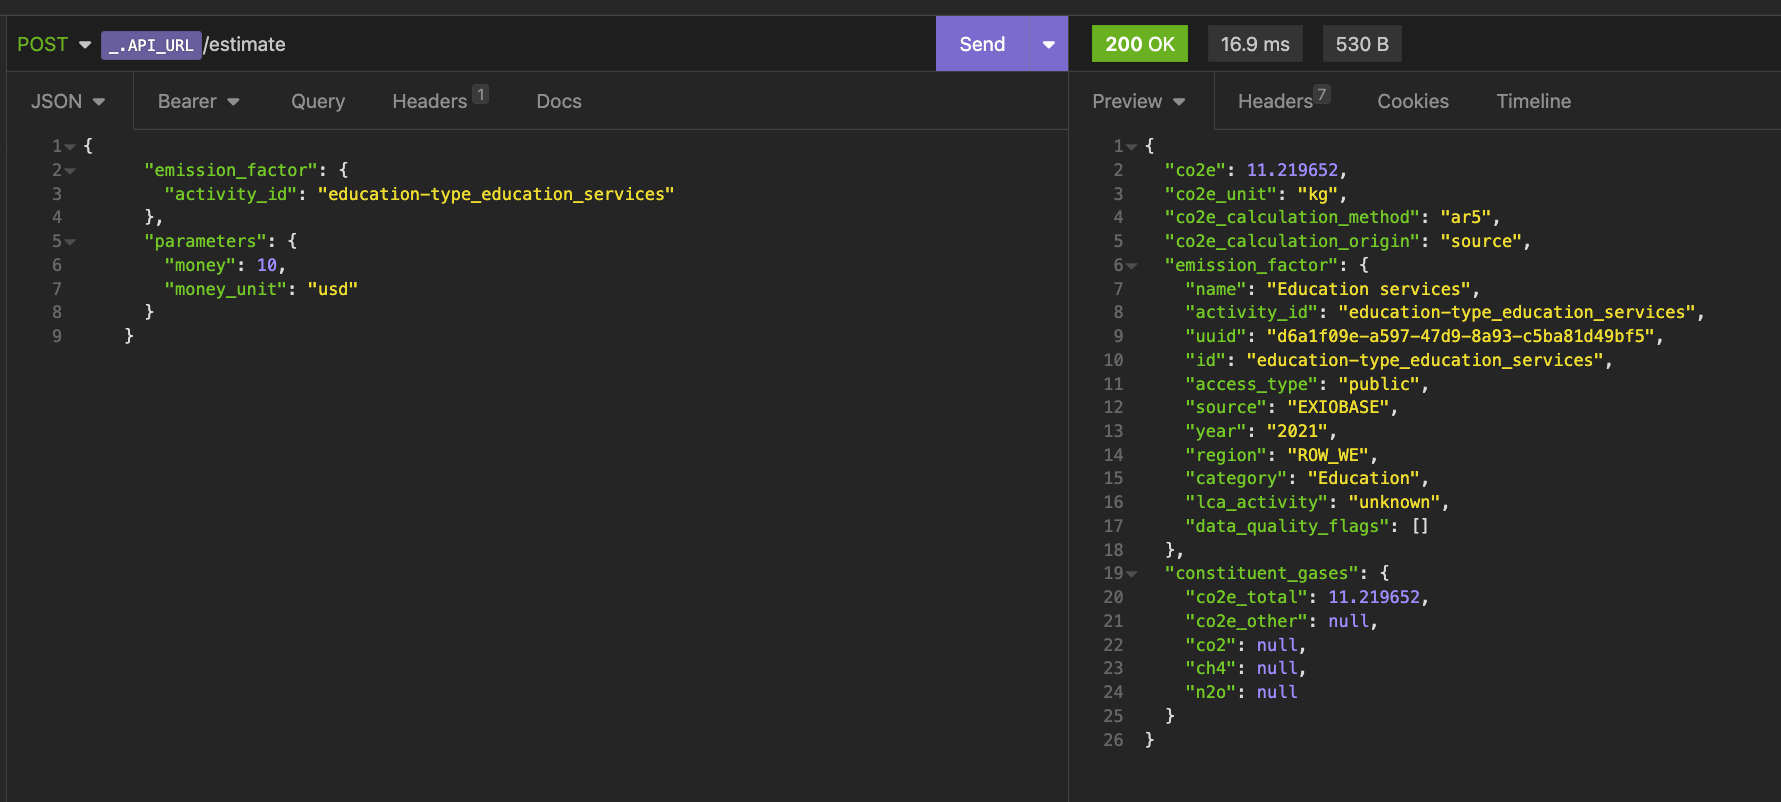 POST _.API_URL/estimate Send 200 OK 16.9 ms 530 B
JSON Bearer Query Headers 1 Docs Preview Headers 7 Cookies Timeline
1 {
2 "emission_factor": {
3 "activity_id": "education-type_education_services"
4 },
5 "parameters": {
6 "money": 10,
7 "money_unit": "usd"
8 }
9 }
1 {
2 "co2e": 11.219652,
3 "co2e_unit": "kg",
4 "co2e_calculation_method": "ar5",
5 "co2e_calculation_origin": "source",
6 "emission_factor": {
7 "name": "Education services",
8 "activity_id": "education-type_education_services",
9 "uuid": "d6a1f09e-a597-47d9-8a93-c5ba81d49bf5",
10 "id": "education-type_education_services",
11 "access_type": "public",
12 "source": "EXIOBASE",
13 "year": "2021",
14 "region": "ROW_WE",
15 "category": "Education",
16 "lca_activity": "unknown",
17 "data_quality_flags": []
18 },
19 "constituent_gases": {
20 "co2e_total": 11.219652,
21 "co2e_other": null,
22 "co2": null,
23 "ch4": null,
24 "n2o": null
25 }
26 }